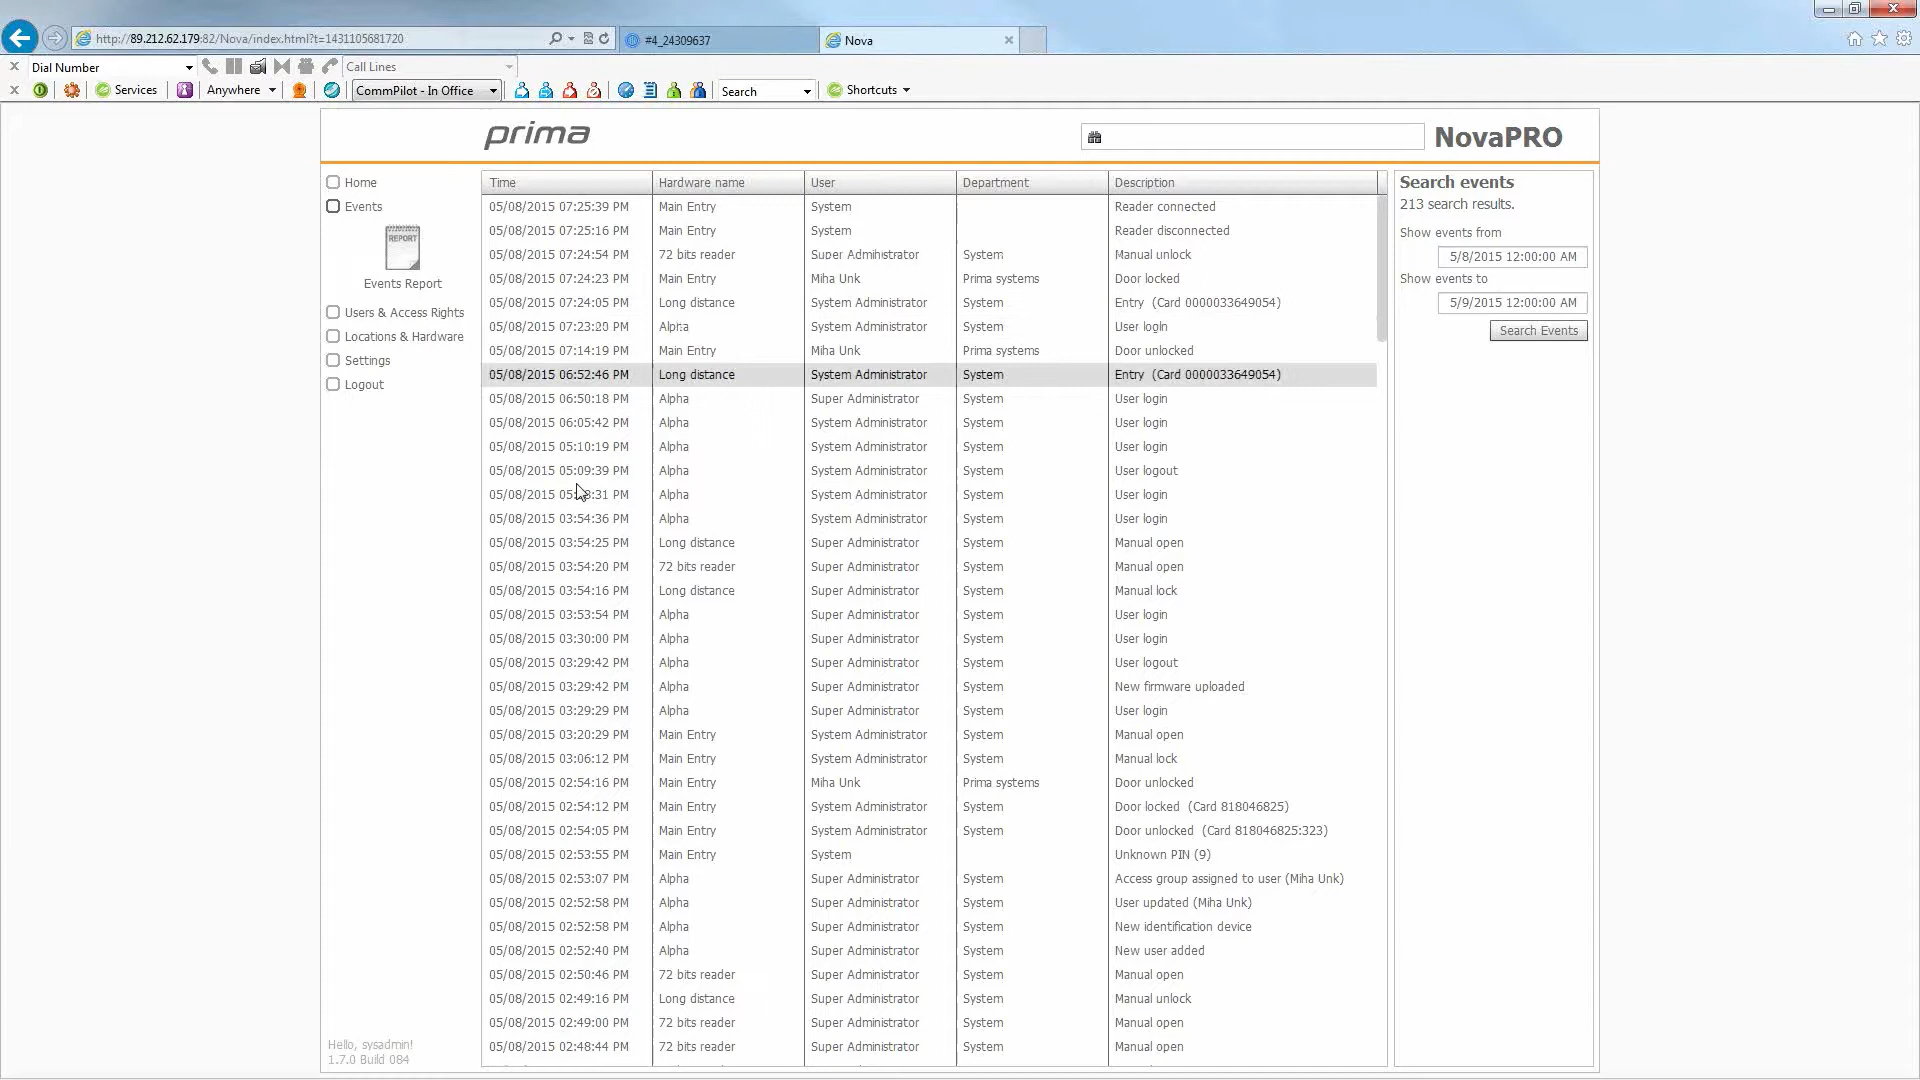 http://89.212.62.179:82/Nova/index.html?t=1431105681720
#4_24309637
Nova
Dial Number
Call Lines
Services
Anywhere
CommPilot - In Office
Search
Shortcuts
prima
NovaPRO
Home
Events
REPORT
Events Report
Users & Access Rights
Locations & Hardware
Settings
Logout
Time Hardware name User Department Description
05/08/2015 07:25:39 PM Main Entry System Reader connected
05/08/2015 07:25:16 PM Main Entry System Reader disconnected
05/08/2015 07:24:54 PM 72 bits reader Super Administrator System Manual unlock
05/08/2015 07:24:23 PM Main Entry Miha Unk Prima systems Door locked
05/08/2015 07:24:05 PM Long distance System Administrator System Entry (Card 0000033649054)
05/08/2015 07:23:20 PM Alpha System Administrator System User login
05/08/2015 07:14:19 PM Main Entry Miha Unk Prima systems Door unlocked
05/08/2015 06:52:46 PM Long distance System Administrator System Entry (Card 0000033649054)
05/08/2015 06:50:18 PM Alpha Super Administrator System User login
05/08/2015 06:05:42 PM Alpha System Administrator System User login
05/08/2015 05:10:19 PM Alpha System Administrator System User login
05/08/2015 05:09:39 PM Alpha System Administrator System User logout
05/08/2015 PM Alpha System Administrator System User login
05/08/2015 03:54:36 PM Alpha System Administrator System User login
05/08/2015 03:54:25 PM Long distance Super Administrator System Manual open
05/08/2015 03:54:20 PM 72 bits reader Super Administrator System Manual open
05/08/2015 03:54:16 PM Long distance Super Administrator System Manual lock
05/08/2015 03:53:54 PM Alpha Super Administrator System User login
05/08/2015 03:30:00 PM Alpha Super Administrator System User login
05/08/2015 03:29:42 PM Alpha Super Administrator System User logout
05/08/2015 03:29:42 PM Alpha Super Administrator System New firmware uploaded
05/08/2015 03:29:29 PM Alpha Super Administrator System User login
05/08/2015 03:20:29 PM Main Entry System Administrator System Manual open
05/08/2015 03:06:12 PM Main Entry System Administrator System Manual lock
05/08/2015 02:54:16 PM Main Entry Miha Unk Prima systems Door unlocked
05/08/2015 02:54:12 PM Main Entry System Administrator System Door locked (Card 818046825)
05/08/2015 02:54:05 PM Main Entry System Administrator System Door unlocked (Card 818046825:323)
05/08/2015 02:53:55 PM Main Entry System Unknown PIN (9)
05/08/2015 02:53:07 PM Alpha Super Administrator System Access group assigned to user (Miha Unk)
05/08/2015 02:52:58 PM Alpha Super Administrator System User updated (Miha Unk)
05/08/2015 02:52:58 PM Alpha Super Administrator System New identification device
05/08/2015 02:52:40 PM Alpha Super Administrator System New user added
05/08/2015 02:50:46 PM 72 bits reader Super Administrator System Manual open
05/08/2015 02:49:16 PM Long distance Super Administrator System Manual unlock
05/08/2015 02:49:00 PM 72 bits reader Super Administrator System Manual open
05/08/2015 02:48:44 PM 72 bits reader Super Administrator System Manual open
Search events
213 search results.
Show events from
5/8/2015 12:00:00 AM
Show events to
5/9/2015 12:00:00 AM
Search Events
Hello, sysadmin!
1.7.0 Build 084